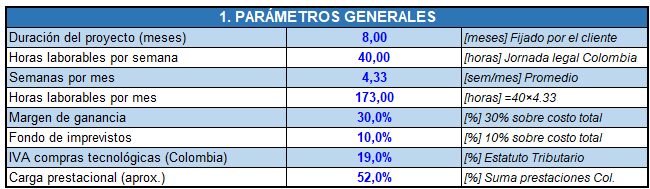 1. PARÁMETROS GENERALES
Duración del proyecto (meses) 8,00 [meses] Fijado por el cliente
Horas laborables por semana 40,00 [horas] Jornada legal Colombia
Semanas por mes 4,33 [sem/mes] Promedio
Horas laborables por mes 173,00 [horas] =40×4.33
Margen de ganancia 30,0% [%] 30% sobre costo total
Fondo de imprevistos 10,0% [%] 10% sobre costo total
IVA compras tecnológicas (Colombia) 19,0% [%] Estatuto Tributario
Carga prestacional (aprox.) 52,0% [%] Suma prestaciones Col.